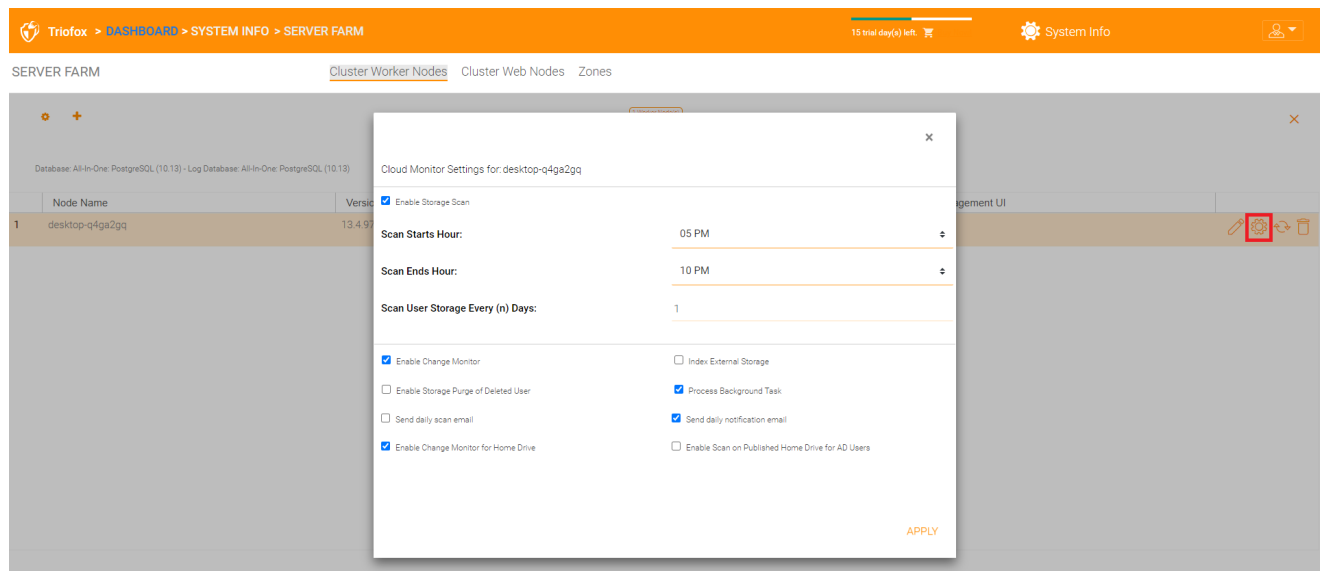 Triofox > DASHBOARD > SYSTEM INFO > SERVER FARM
15 trial day(s) left.
System Info
SERVER FARM
Cluster Worker Nodes Cluster Web Nodes Zones
Database: All-In-One: PostgreSQL (10.13) - Log Database: All-In-One: PostgreSQL (10.13)
Cloud Monitor Settings for: desktop-q4ga2gq
Node Name
Versio
agement UI
1 desktop-q4ga2gq
13.4.97
Enable Storage Scan
Scan Starts Hour: 05 PM
Scan Ends Hour: 10 PM
Scan User Storage Every (n) Days: 1
Enable Change Monitor Index External Storage
Enable Storage Purge of Deleted User Process Background Task
Send daily scan email Send daily notification email
Enable Change Monitor for Home Drive Enable Scan on Published Home Drive for AD Users
APPLY